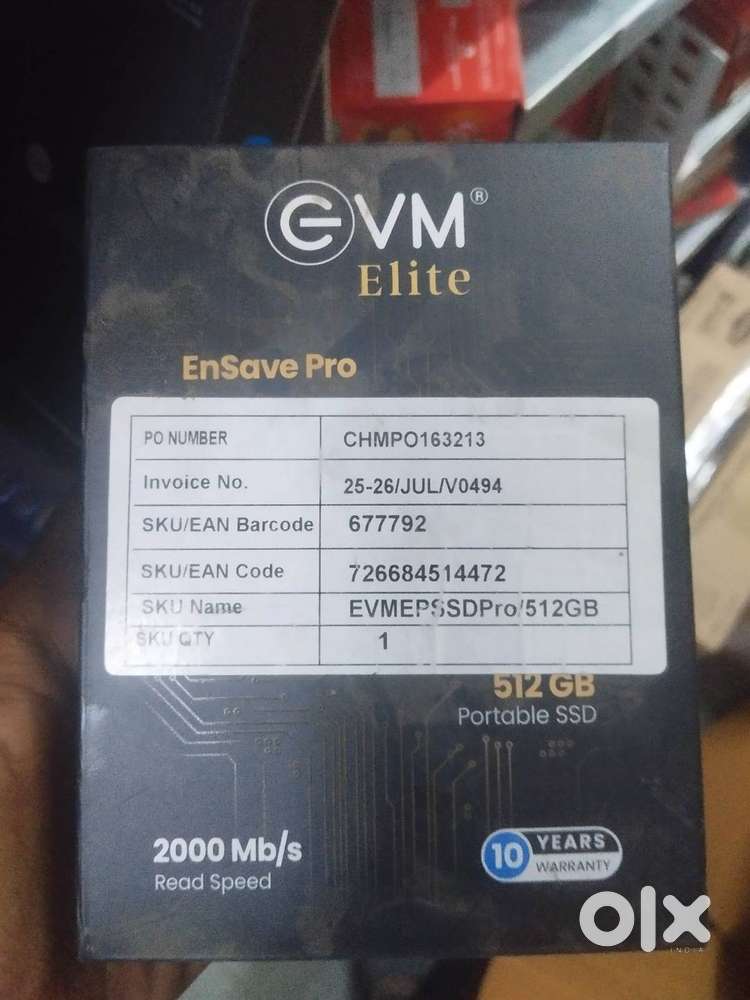 EVM®
Elite
EnSave Pro
PO NUMBER CHMPO163213
Invoice No. 25-26/JUL/V0494
SKU/EAN Barcode 677792
SKU/EAN Code 726684514472
SKU Name EVMEPSSDPro/512GB
SKU QTY 1
512 GB
Portable SSD
2000 Mb/s
Read Speed
10 YEARS
WARRANTY
olx
INDIA